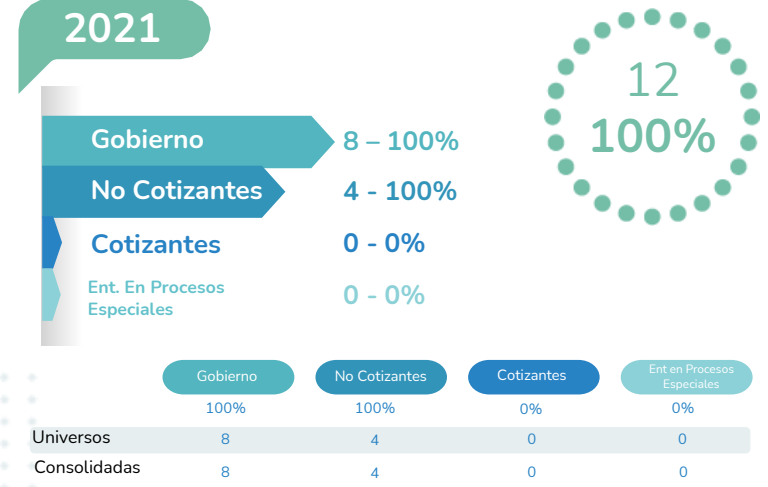 2021
12
100%
Gobierno 8 – 100%
No Cotizantes 4 - 100%
Cotizantes 0 - 0%
Ent. En Procesos
Especiales 0 - 0%
Gobierno No Cotizantes Cotizantes Ent en Procesos
Especiales
100% 100% 0% 0%
Universos 8 4 0 0
Consolidadas 8 4 0 0